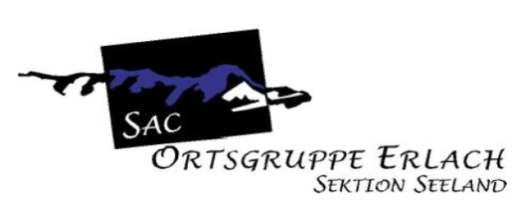 SAC
ORTSGRUPPE ERLACH
SEKTION SEELAND